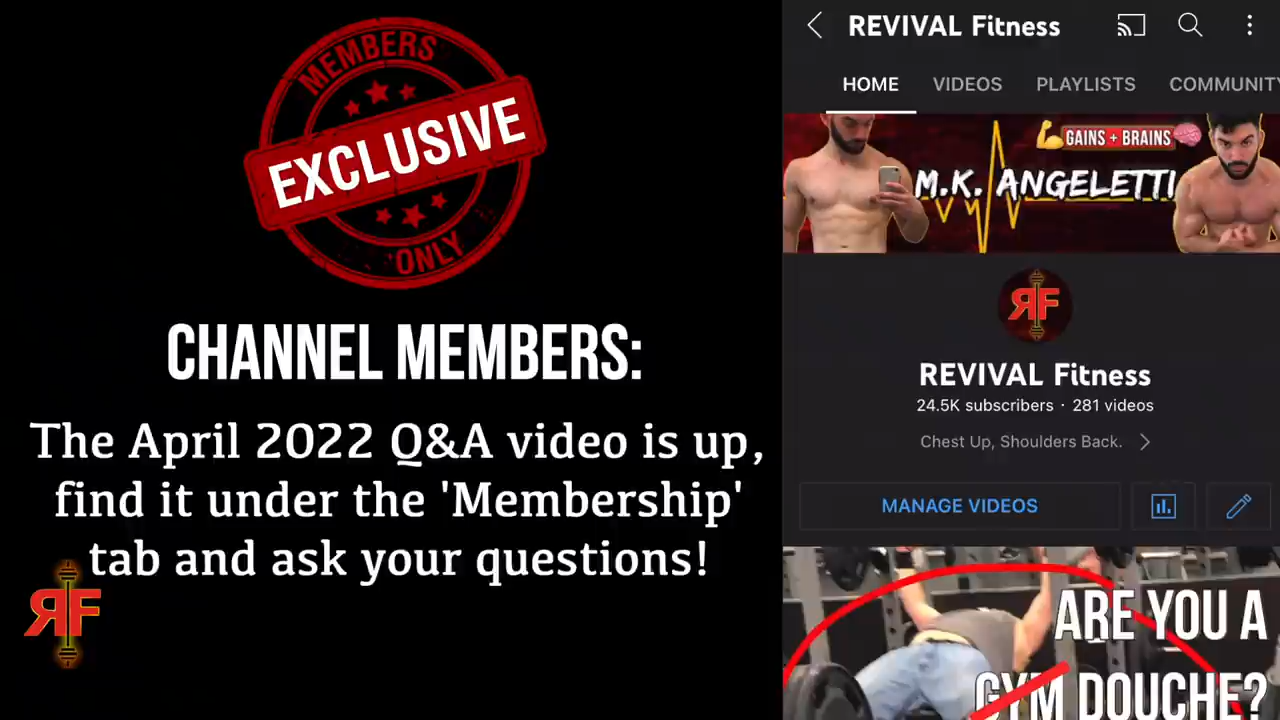 MEMBERS
EXCLUSIVE
ONLY
CHANNEL MEMBERS:
The April 2022 Q&A video is up,
find it under the 'Membership'
tab and ask your questions!
RF
REVIVAL Fitness
HOME VIDEOS PLAYLISTS COMMUNITY
GAINS + BRAINS
M.K. ANGELETTI
RF
REVIVAL Fitness
24.5K subscribers · 281 videos
Chest Up, Shoulders Back.
MANAGE VIDEOS
ARE YOU A
GYM DOUCHE?